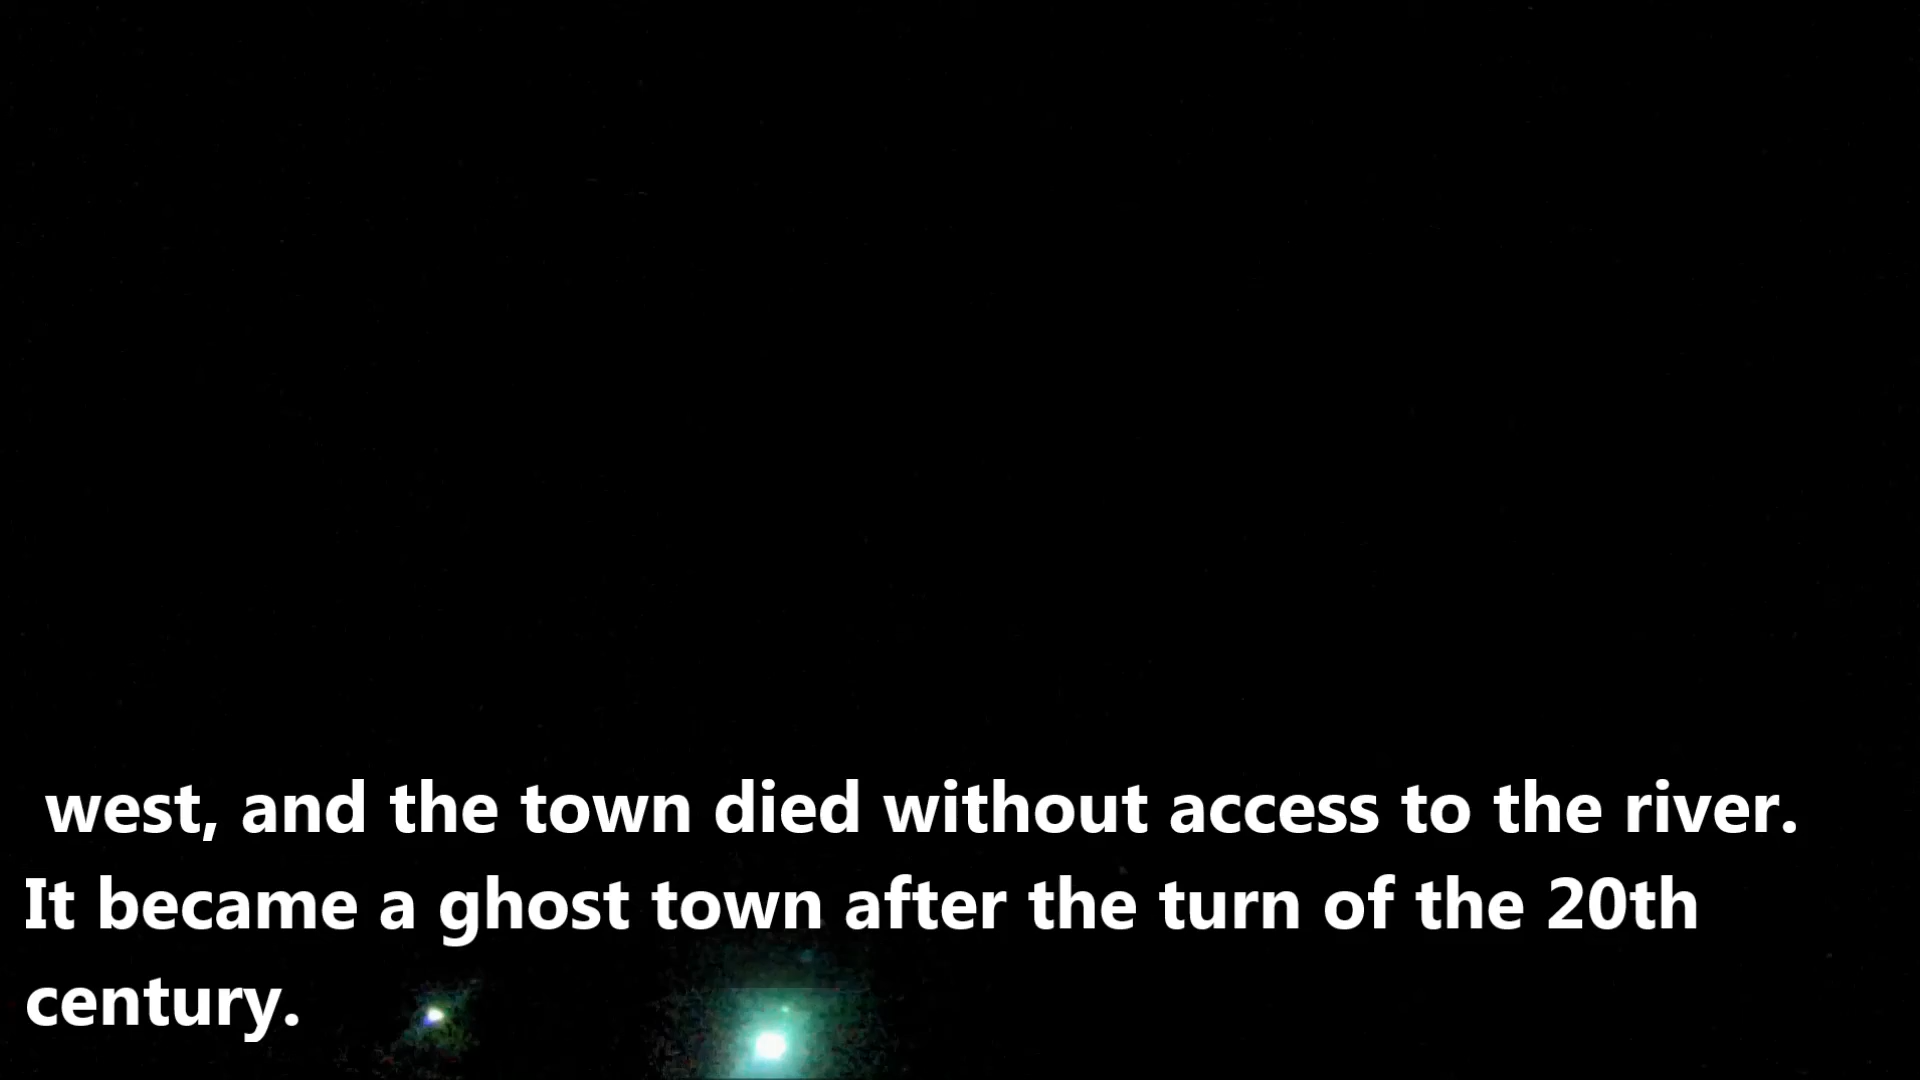 west, and the town died without access to the river.
It became a ghost town after the turn of the 20th
century.